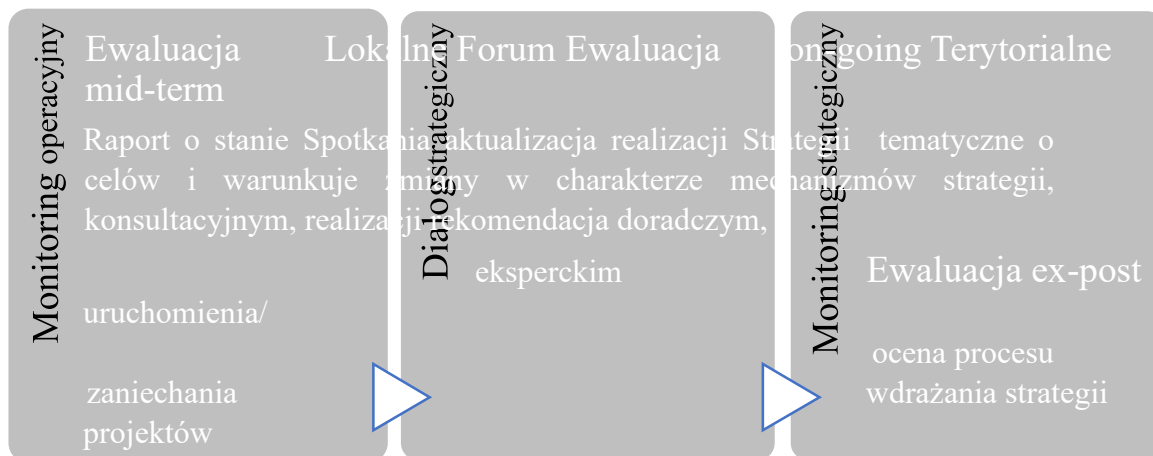 Monitoring operacyjny
Ewaluacja Lokalne Forum Ewaluacja on-going Terytorialne
mid-term
Raport o stanie Spotkania aktualizacja realizacji Strategii tematyczne o
celów i warunkuje zmiany w charakterze mechanizmów strategii,
konsultacyjnym, realizacji rekomendacja doradczym,
eksperckim
uruchomienia/
zaniechania
projektów
Dialog strategiczny
Monitoring strategiczny
Ewaluacja ex-post
ocena procesu
wdrażania strategii